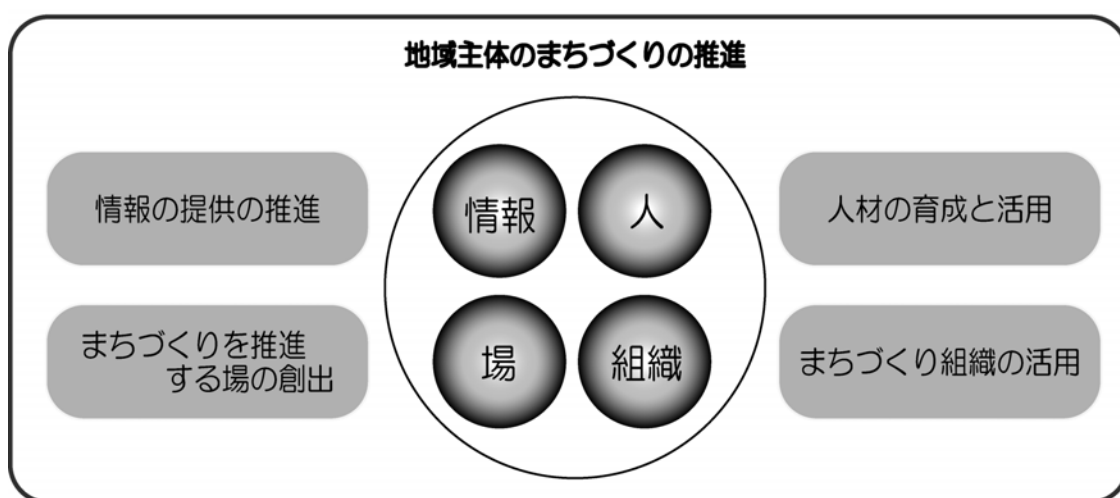 地域主体のまちづくりの推進
情報の提供の推進
情報
人
人材の育成と活用
まちづくりを推進
する場の創出
場
組織
まちづくり組織の活用